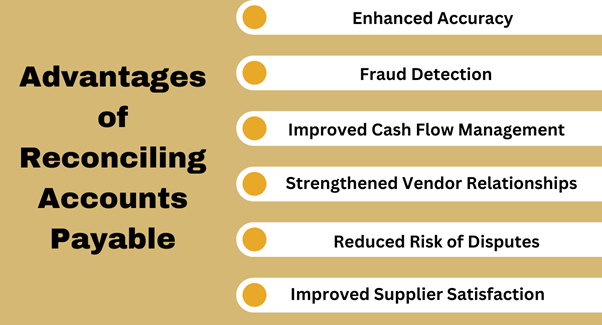 Advantages
of
Reconciling
Accounts
Payable
Enhanced Accuracy
Fraud Detection
Improved Cash Flow Management
Strengthened Vendor Relationships
Reduced Risk of Disputes
Improved Supplier Satisfaction